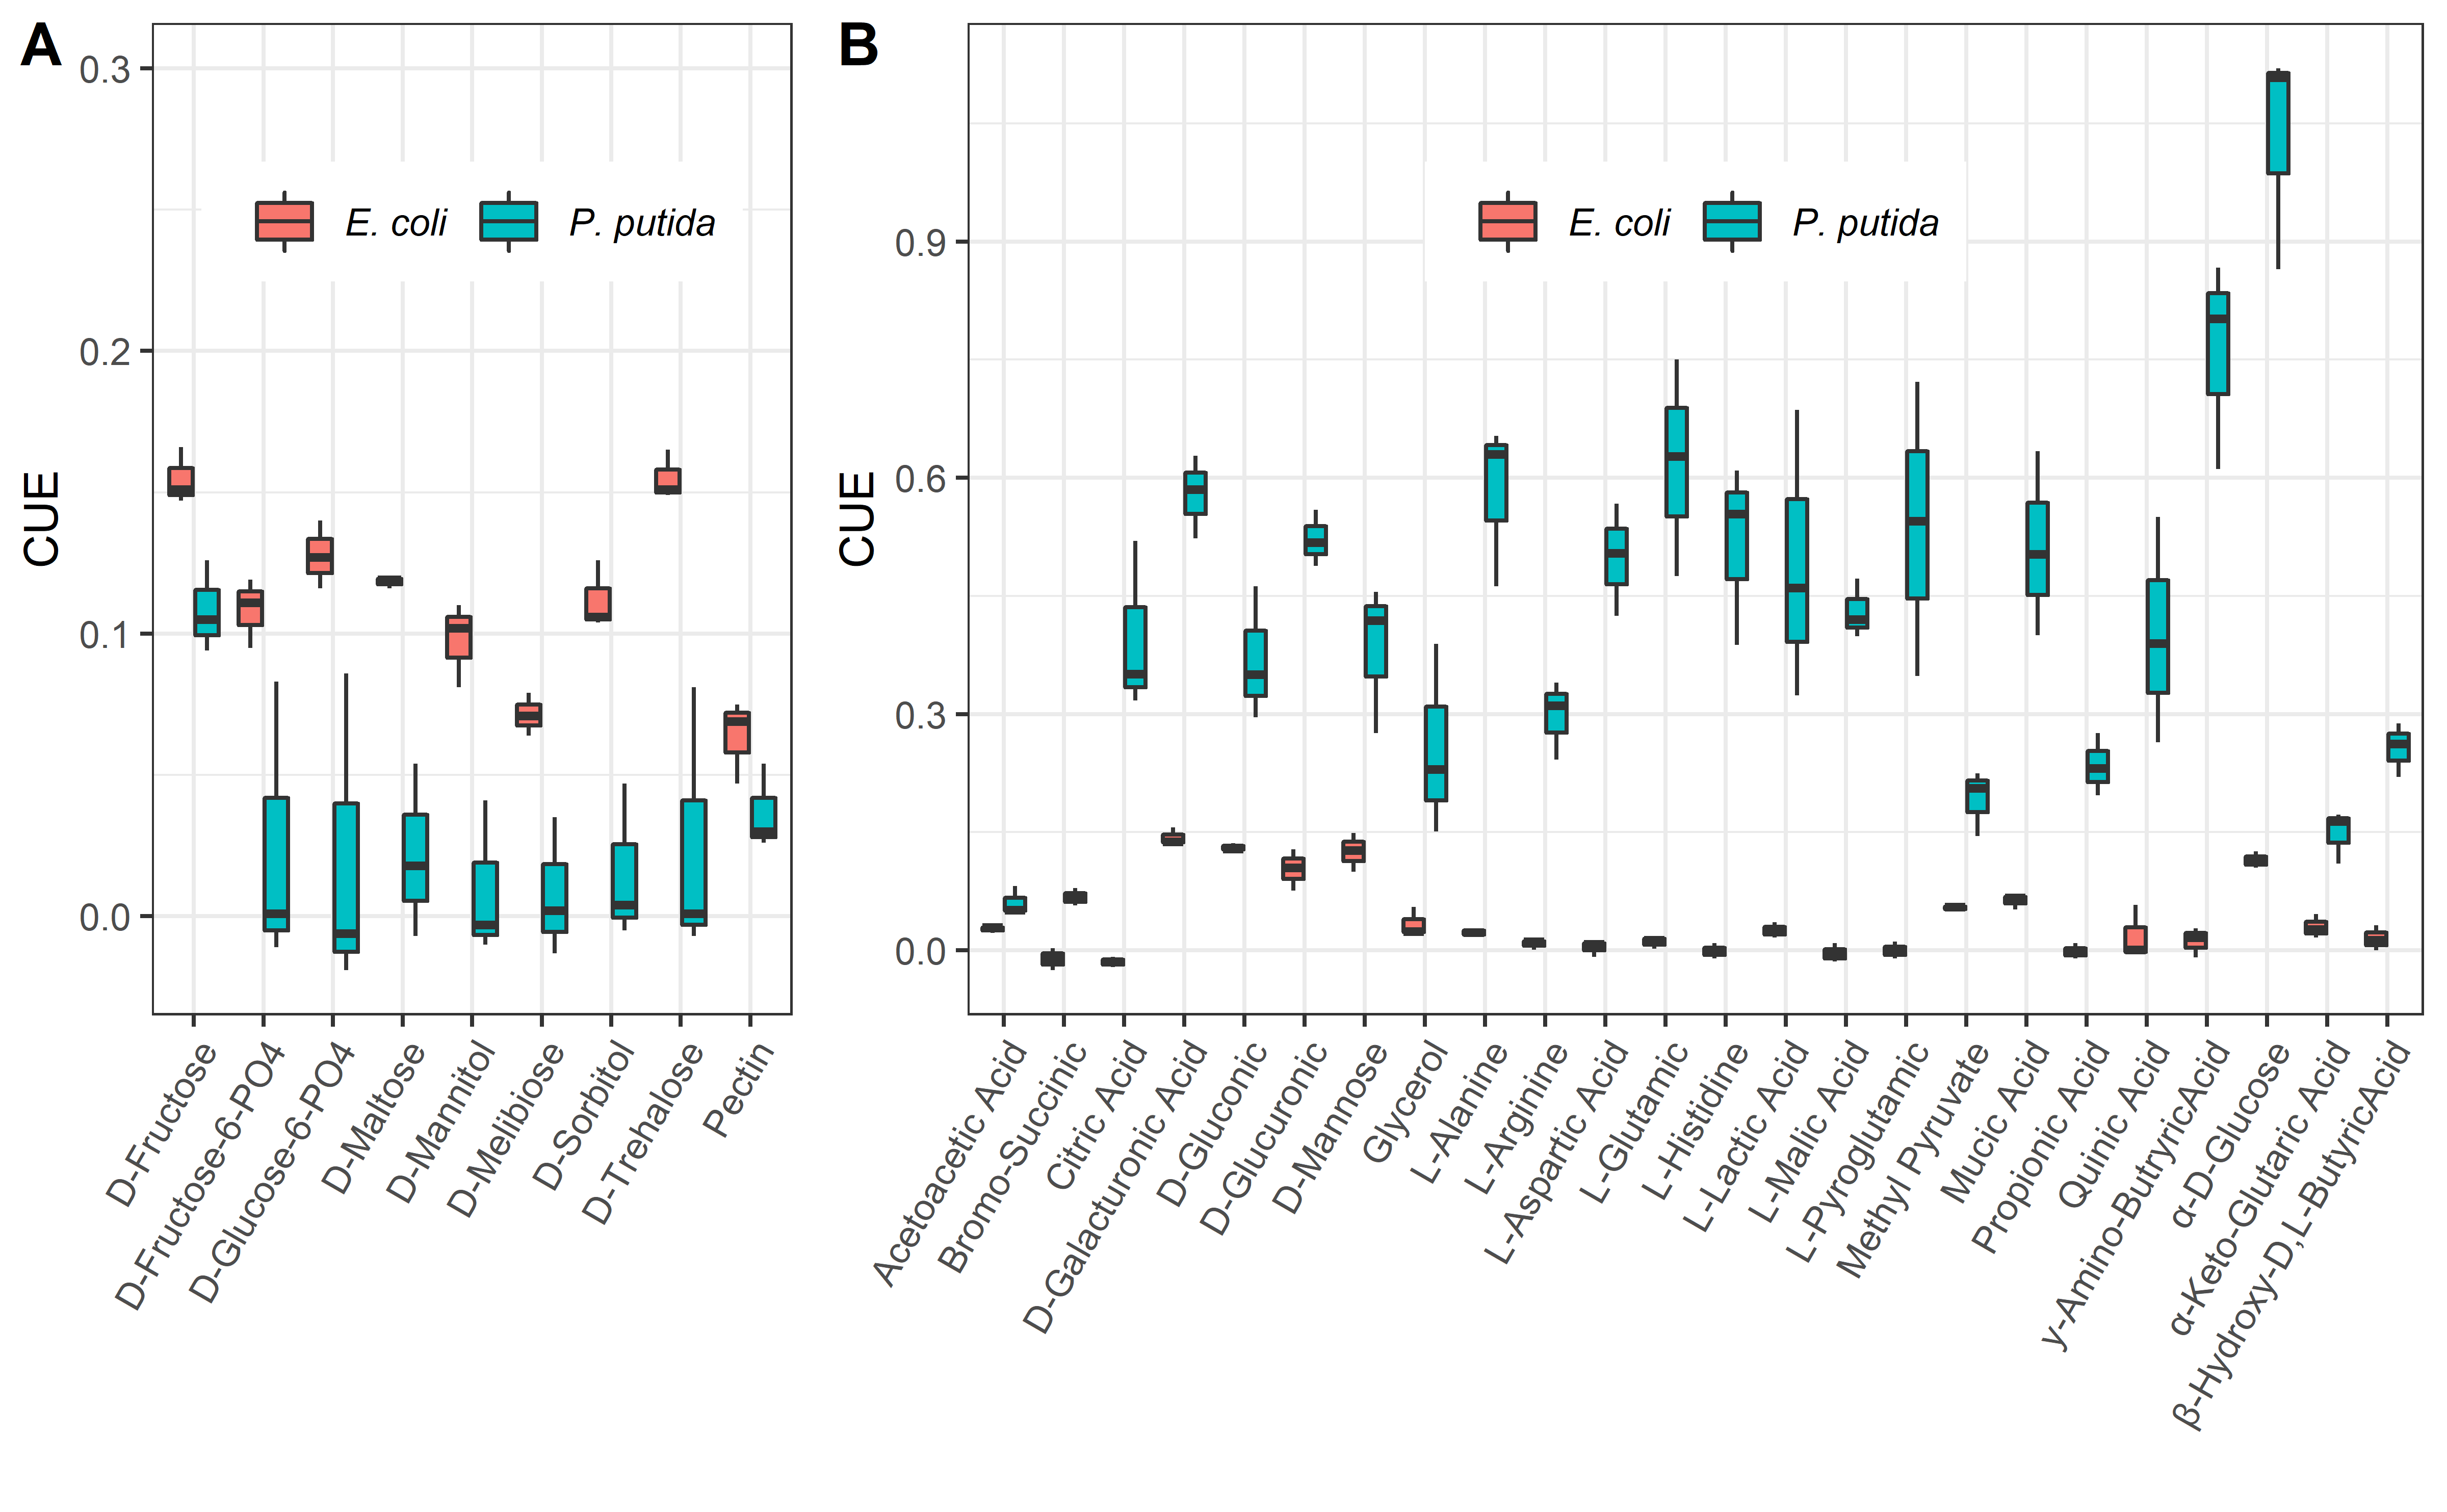 A
CUE
0.3
0.2
0.1
0.0
E. coli
P. putida
D-Fructose
D-Fructose-6-PO4
D-Glucose-6-PO4
D-Maltose
D-Mannitol
D-Melibiose
D-Sorbitol
D-Trehalose
Pectin
B
CUE
0.9
0.6
0.3
0.0
E. coli
P. putida
Acetoacetic Acid
Bromo-Succinic
Citric Acid
D-Galacturonic Acid
D-Gluconic
D-Glucuronic
D-Mannose
Glycerol
L-Alanine
L-Arginine
L-Aspartic Acid
L-Glutamic
L-Histidine
L-Lactic Acid
L-Malic Acid
L-Pyroglutamic
Methyl Pyruvate
Mucic Acid
Propionic Acid
Quinic Acid
γ-Amino-ButyricAcid
α-D-Glucose
α-Keto-Glutaric Acid
β-Hydroxy-D,L-ButyricAcid